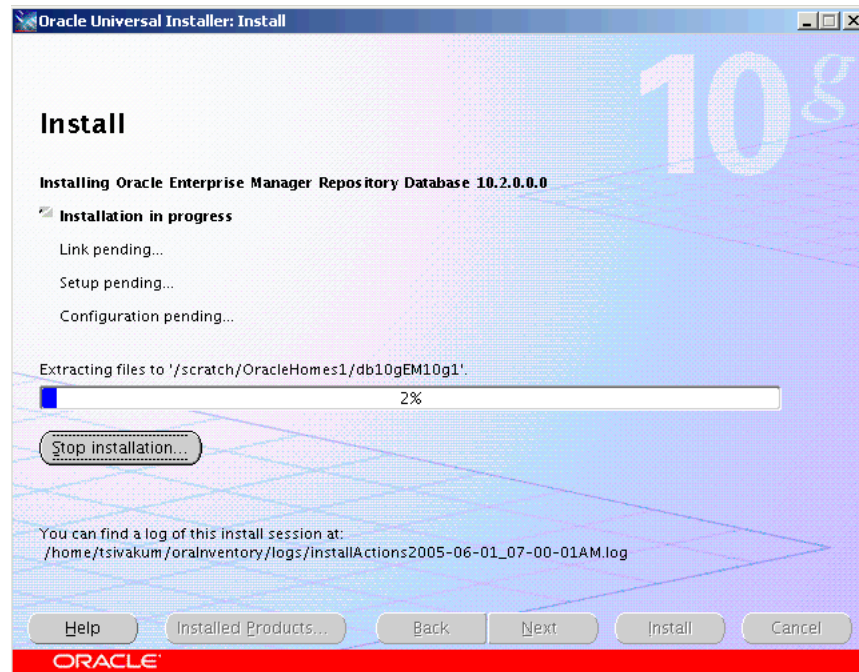 Oracle Universal Installer: Install
10g
Install
Installing Oracle Enterprise Manager Repository Database 10.2.0.0.0
Installation in progress
Link pending...
Setup pending...
Configuration pending...
Extracting files to '/scratch/OracleHomes1/db10gEM10g1'.
2%
Stop installation...
You can find a log of this install session at:
/home/tsivakum/oraInventory/logs/installActions2005-06-01_07-00-01AM.log
Help Installed Products... Back Next Install Cancel
ORACLE